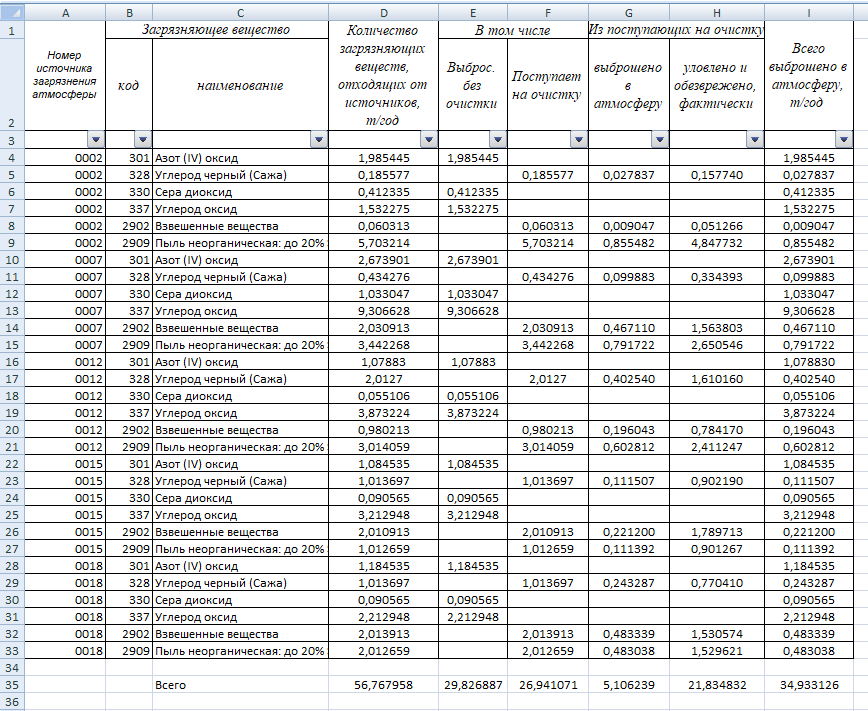 A B C D E F G H I
1 Загрязняющее вещество В том числе Из поступающих на очистку
2 Номер источника загрязнения атмосферы код наименование Количество загрязняющих веществ, отходящих от источников, т/год Выброс. без очистки Поступает на очистку выброшено в атмосферу уловлено и обезврежено, фактически Всего выброшено в атмосферу, т/год
3
4 0002 301 Азот (IV) оксид 1,985445 1,985445 1,985445
5 0002 328 Углерод черный (Сажа) 0,185577 0,185577 0,027837 0,157740 0,027837
6 0002 330 Сера диоксид 0,412335 0,412335 0,412335
7 0002 337 Углерод оксид 1,532275 1,532275 1,532275
8 0002 2902 Взвешенные вещества 0,060313 0,060313 0,009047 0,051266 0,009047
9 0002 2909 Пыль неорганическая: до 20% 5,703214 5,703214 0,855482 4,847732 0,855482
10 0007 301 Азот (IV) оксид 2,673901 2,673901 2,673901
11 0007 328 Углерод черный (Сажа) 0,434276 0,434276 0,099883 0,334393 0,099883
12 0007 330 Сера диоксид 1,033047 1,033047 1,033047
13 0007 337 Углерод оксид 9,306628 9,306628 9,306628
14 0007 2902 Взвешенные вещества 2,030913 2,030913 0,467110 1,563803 0,467110
15 0007 2909 Пыль неорганическая: до 20% 3,442268 3,442268 0,791722 2,650546 0,791722
16 0012 301 Азот (IV) оксид 1,07883 1,07883 1,078830
17 0012 328 Углерод черный (Сажа) 2,0127 2,0127 0,402540 1,610160 0,402540
18 0012 330 Сера диоксид 0,055106 0,055106 0,055106
19 0012 337 Углерод оксид 3,873224 3,873224 3,873224
20 0012 2902 Взвешенные вещества 0,980213 0,980213 0,196043 0,784170 0,196043
21 0012 2909 Пыль неорганическая: до 20% 3,014059 3,014059 0,602812 2,411247 0,602812
22 0015 301 Азот (IV) оксид 1,084535 1,084535 1,084535
23 0015 328 Углерод черный (Сажа) 1,013697 1,013697 0,111507 0,902190 0,111507
24 0015 330 Сера диоксид 0,090565 0,090565 0,090565
25 0015 337 Углерод оксид 3,212948 3,212948 3,212948
26 0015 2902 Взвешенные вещества 2,010913 2,010913 0,221200 1,789713 0,221200
27 0015 2909 Пыль неорганическая: до 20% 1,012659 1,012659 0,111392 0,901267 0,111392
28 0018 301 Азот (IV) оксид 1,184535 1,184535 1,184535
29 0018 328 Углерод черный (Сажа) 1,013697 1,013697 0,243287 0,770410 0,243287
30 0018 330 Сера диоксид 0,090565 0,090565 0,090565
31 0018 337 Углерод оксид 2,212948 2,212948 2,212948
32 0018 2902 Взвешенные вещества 2,013913 2,013913 0,483339 1,530574 0,483339
33 0018 2909 Пыль неорганическая: до 20% 2,012659 2,012659 0,483038 1,529621 0,483038
34
35 Всего 56,767958 29,826887 26,941071 5,106239 21,834832 34,933126
36